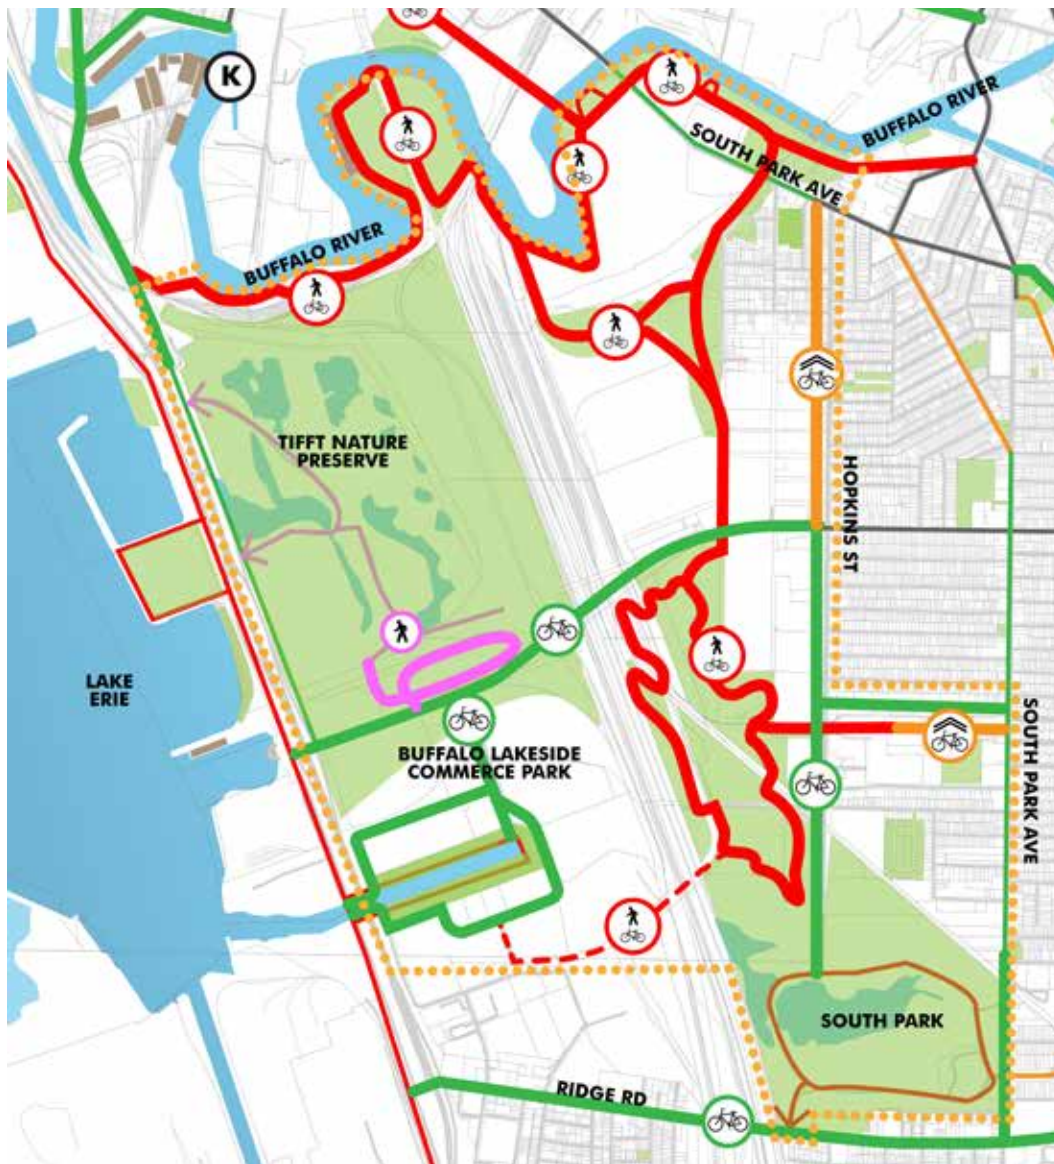 K
BUFFALO RIVER
SOUTH PARK AVE
BUFFALO RIVER
TIFFT NATURE
PRESERVE
HOPKINS ST
LAKE
ERIE
BUFFALO LAKESIDE
COMMERCE PARK
SOUTH PARK AVE
SOUTH PARK
RIDGE RD